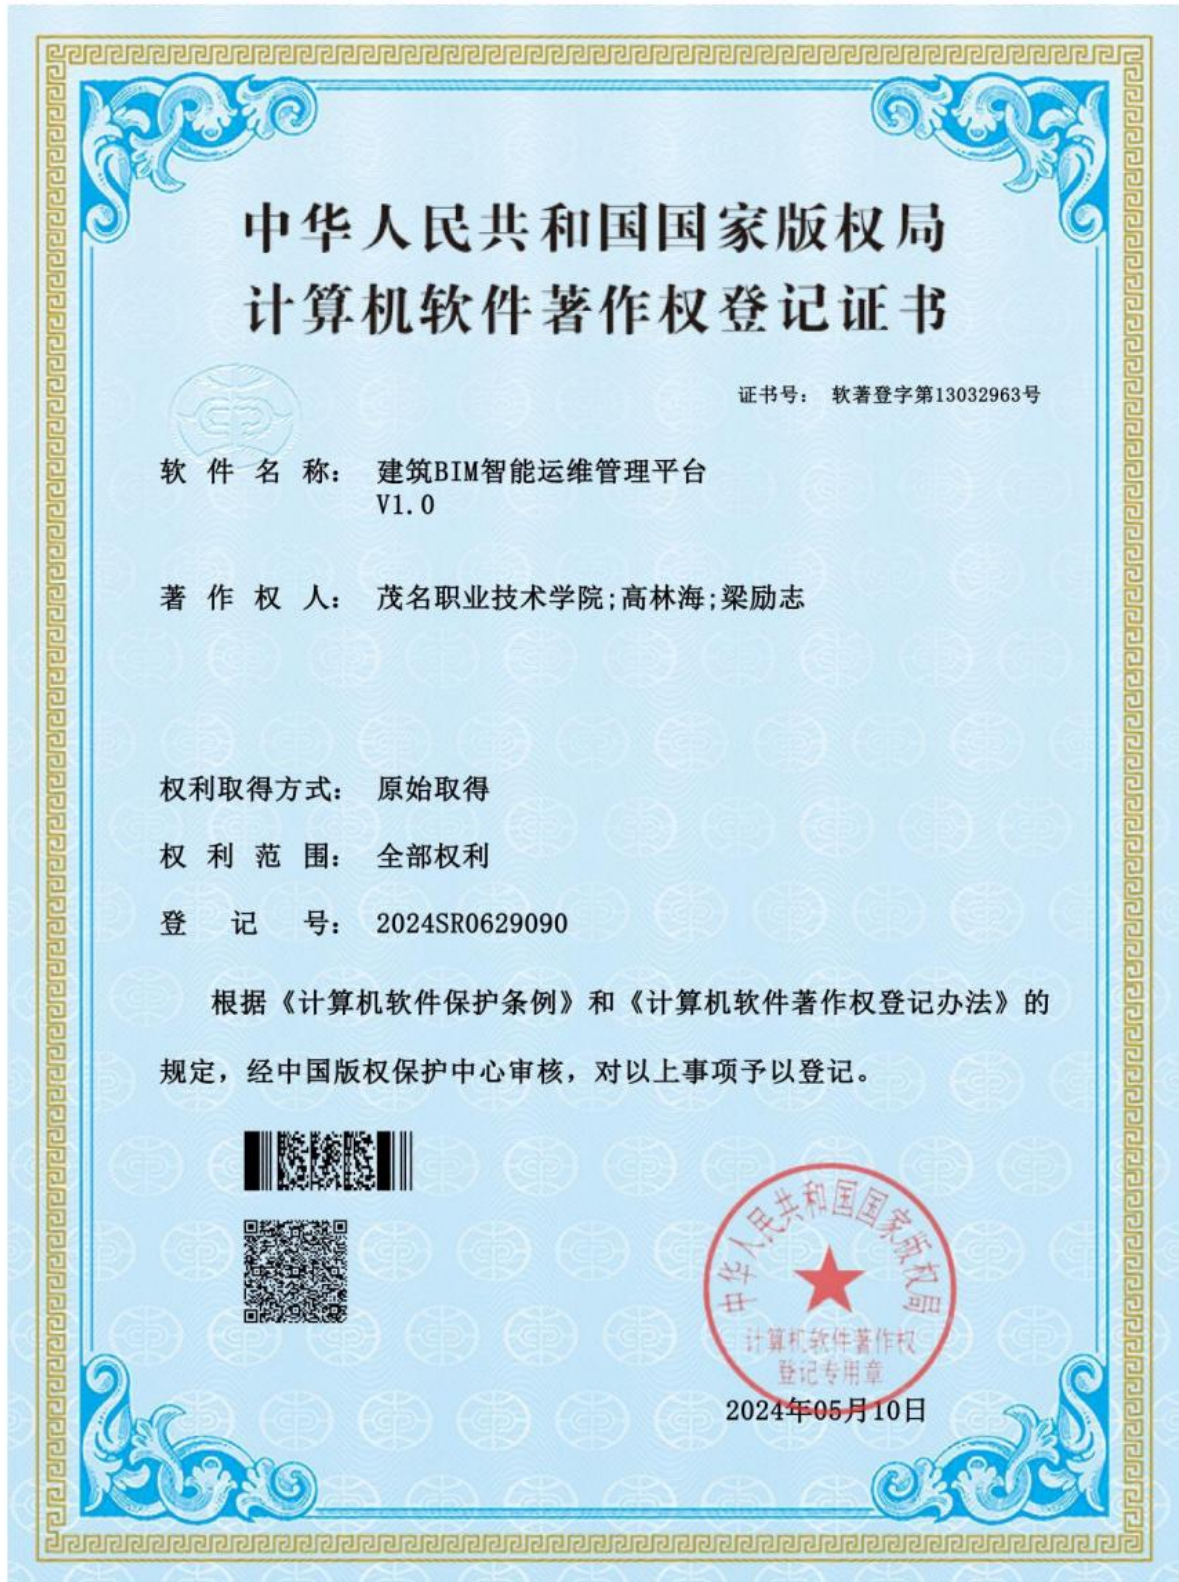 中华人民共和国国家版权局
计算机软件著作权登记证书
证书号： 软著登字第13032963号
软件名称： 建筑BIM智能运维管理平台
V1.0
著作权人： 茂名职业技术学院;高林海;梁励志
权利取得方式： 原始取得
权利范围： 全部权利
登记号： 2024SR0629090
根据《计算机软件保护条例》和《计算机软件著作权登记办法》的
规定，经中国版权保护中心审核，对以上事项予以登记。
中华人民共和国国家版权局
计算机软件著作权
登记专用章
2024年05月10日